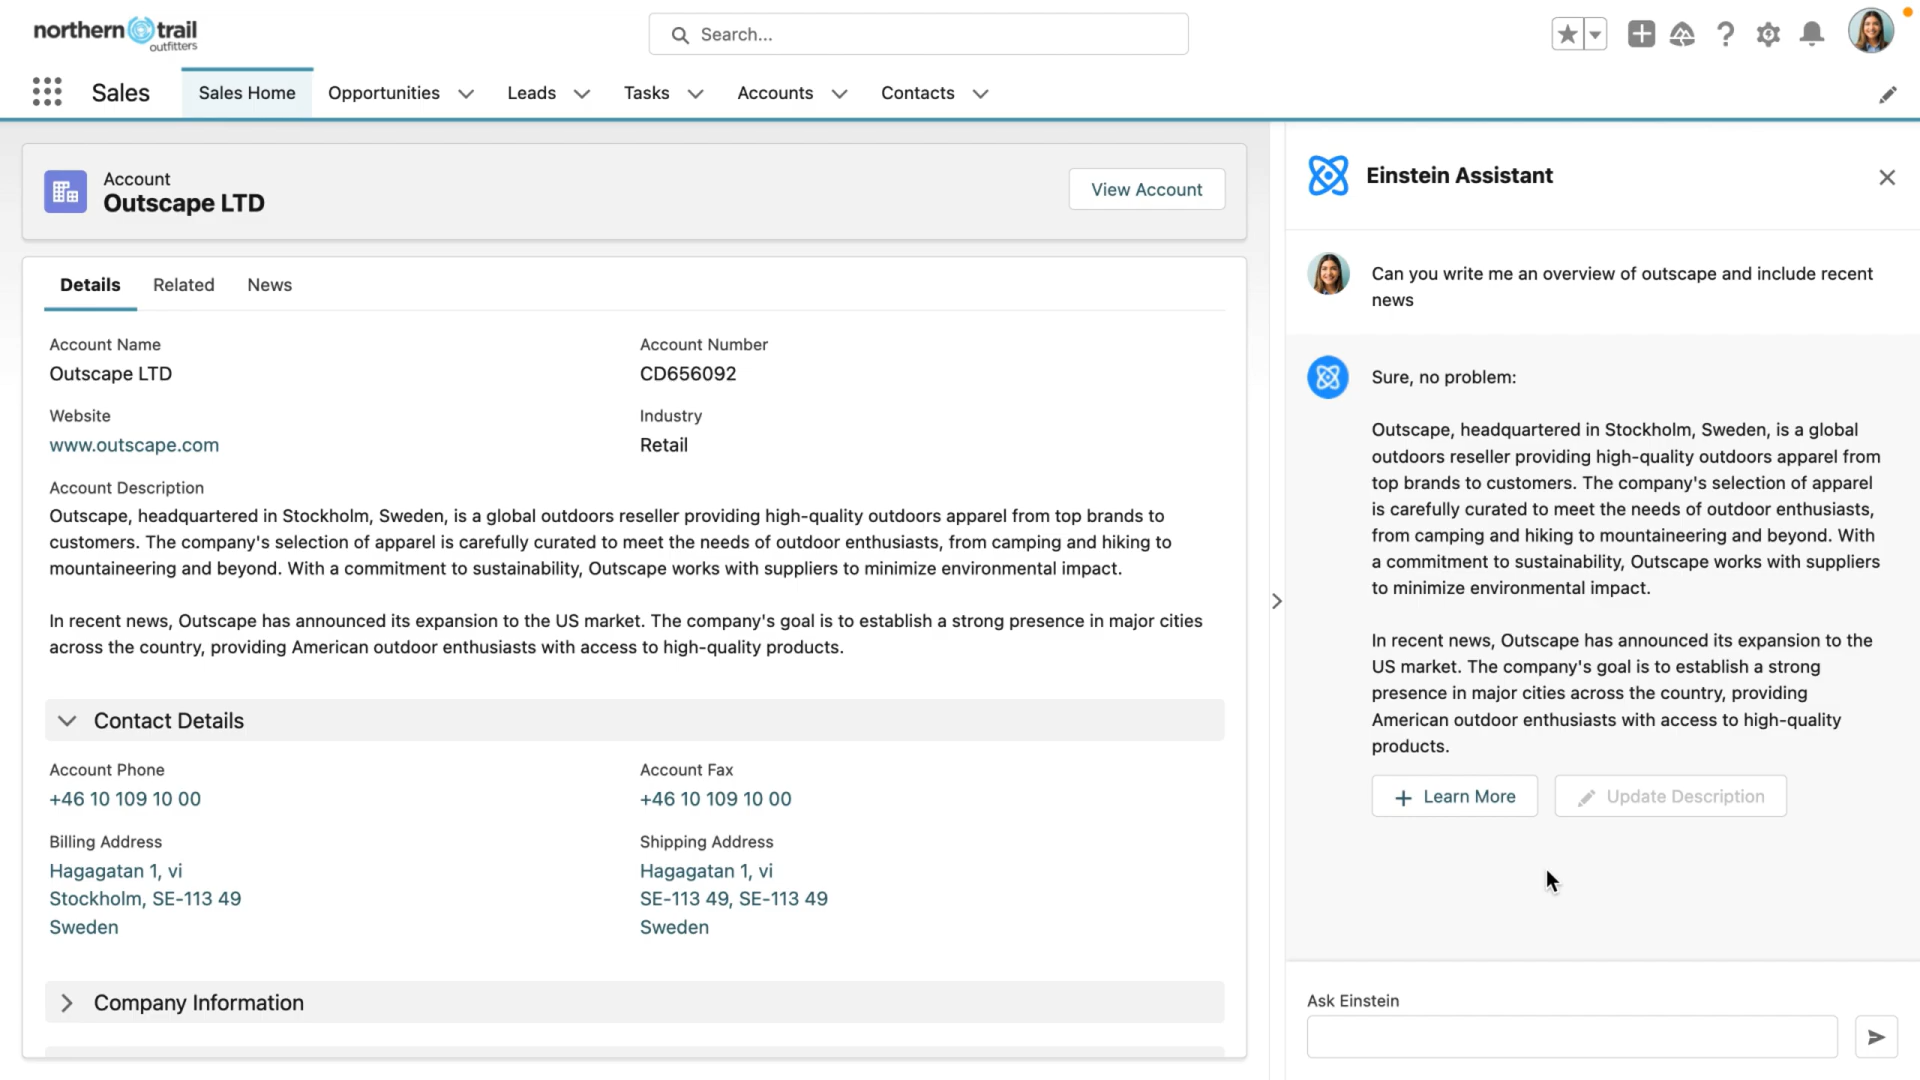 northern trail
outfitters
Search...
Sales
Sales Home
Opportunities
Leads
Tasks
Accounts
Contacts
Account
Outscape LTD
View Account
Details
Related
News
Account Name
Outscape LTD
Account Number
CD656092
Website
www.outscape.com
Industry
Retail
Account Description
Outscape, headquartered in Stockholm, Sweden, is a global outdoors reseller providing high-quality outdoors apparel from top brands to
customers. The company's selection of apparel is carefully curated to meet the needs of outdoor enthusiasts, from camping and hiking to
mountaineering and beyond. With a commitment to sustainability, Outscape works with suppliers to minimize environmental impact.
In recent news, Outscape has announced its expansion to the US market. The company's goal is to establish a strong presence in major cities
across the country, providing American outdoor enthusiasts with access to high-quality products.
Contact Details
Account Phone
+46 10 109 10 00
Account Fax
+46 10 109 10 00
Billing Address
Hagagatan 1, vi
Stockholm, SE-113 49
Sweden
Shipping Address
Hagagatan 1, vi
SE-113 49, SE-113 49
Sweden
Company Information
Einstein Assistant
Can you write me an overview of outscape and include recent
news
Sure, no problem:
Outscape, headquartered in Stockholm, Sweden, is a global
outdoors reseller providing high-quality outdoors apparel from
top brands to customers. The company's selection of apparel
is carefully curated to meet the needs of outdoor enthusiasts,
from camping and hiking to mountaineering and beyond. With
a commitment to sustainability, Outscape works with suppliers
to minimize environmental impact.
In recent news, Outscape has announced its expansion to the
US market. The company's goal is to establish a strong
presence in major cities across the country, providing
American outdoor enthusiasts with access to high-quality
products.
Learn More
Update Description
Ask Einstein